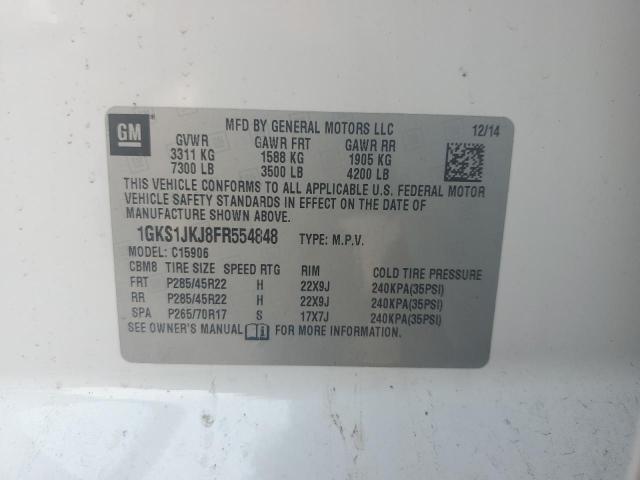 GM
MFD BY GENERAL MOTORS LLC 12/14
GVWR GAWR FRT GAWR RR
3311 KG 1588 KG 1905 KG
7300 LB 3500 LB 4200 LB
THIS VEHICLE CONFORMS TO ALL APPLICABLE U.S. FEDERAL MOTOR
VEHICLE SAFETY STANDARDS IN EFFECT ON THE DATE OF
MANUFACTURE SHOWN ABOVE.
1GKS1JKJ8FR554848 TYPE: M.P.V.
MODEL: C15906
CBM8 TIRE SIZE SPEED RTG RIM COLD TIRE PRESSURE
FRT P285/45R22 H 22X9J 240KPA(35PSI)
RR P285/45R22 H 22X9J 240KPA(35PSI)
SPA P265/70R17 S 17X7J 240KPA(35PSI)
SEE OWNER'S MANUAL FOR MORE INFORMATION.